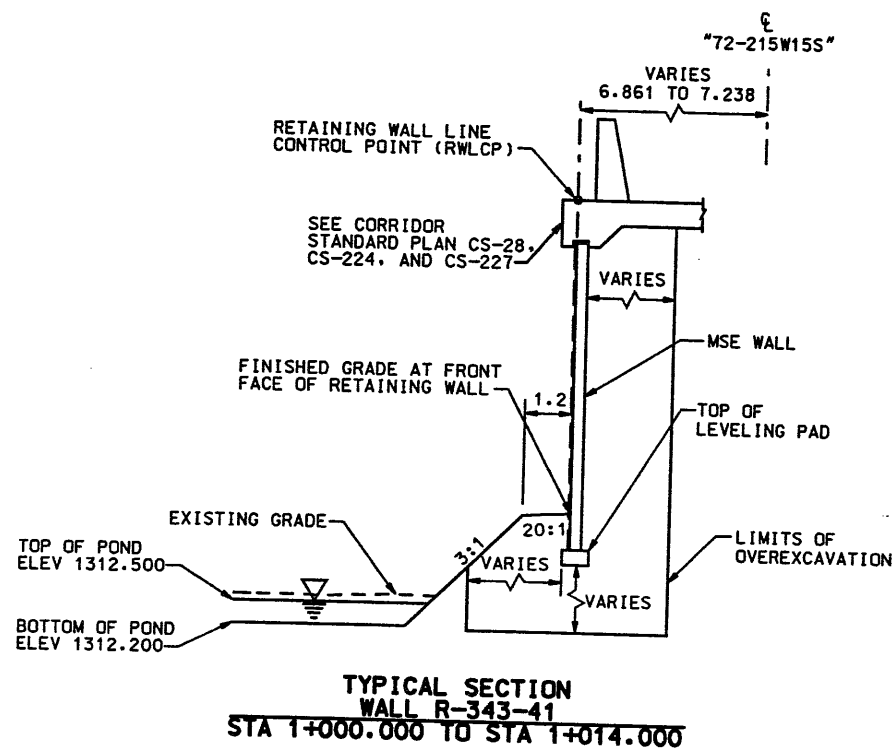 ℄
"72-215W15S"
VARIES
6.861 TO 7.238
RETAINING WALL LINE
CONTROL POINT (RWLCP)
SEE CORRIDOR
STANDARD PLAN CS-28,
CS-224, AND CS-227
VARIES
MSE WALL
FINISHED GRADE AT FRONT
FACE OF RETAINING WALL
1.2
TOP OF
LEVELING PAD
EXISTING GRADE
3:1
20:1
TOP OF POND
ELEV 1312.500
LIMITS OF
OVEREXCAVATION
VARIES
VARIES
BOTTOM OF POND
ELEV 1312.200
TYPICAL SECTION
WALL R-343-41
STA 1+000.000 TO STA 1+014.000